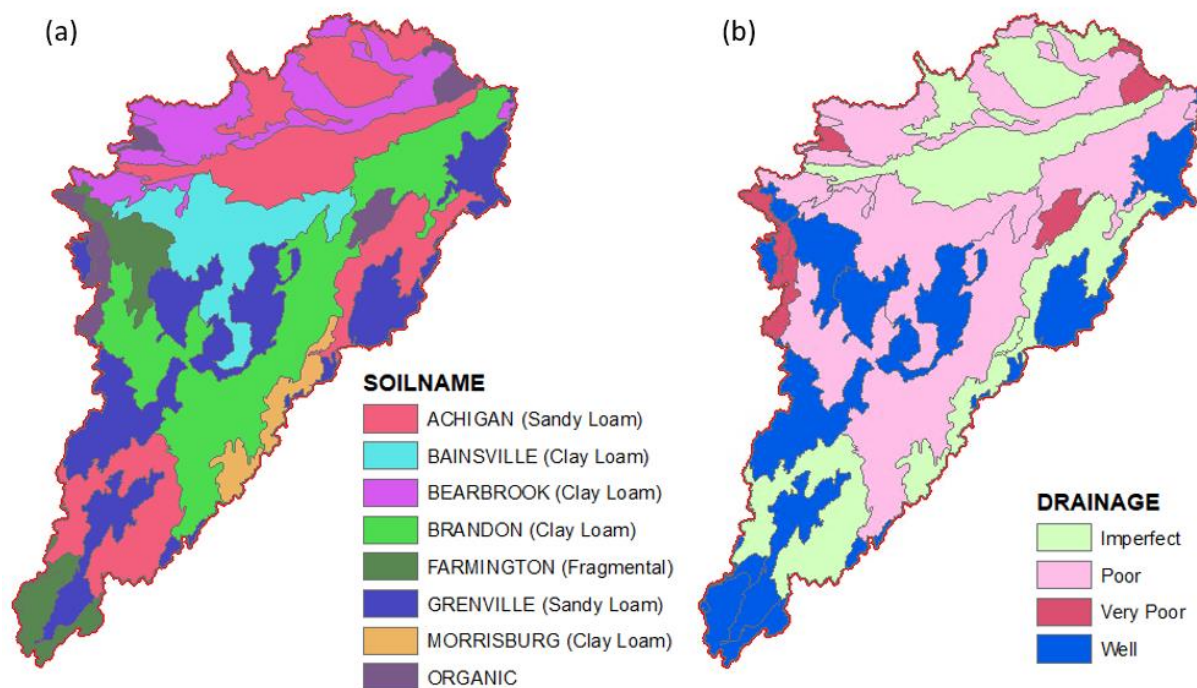 (a)
(b)
SOILNAME
ACHIGAN (Sandy Loam)
BAINSVILLE (Clay Loam)
BEARBROOK (Clay Loam)
BRANDON (Clay Loam)
FARMINGTON (Fragmental)
GRENVILLE (Sandy Loam)
MORRISBURG (Clay Loam)
ORGANIC
DRAINAGE
Imperfect
Poor
Very Poor
Well